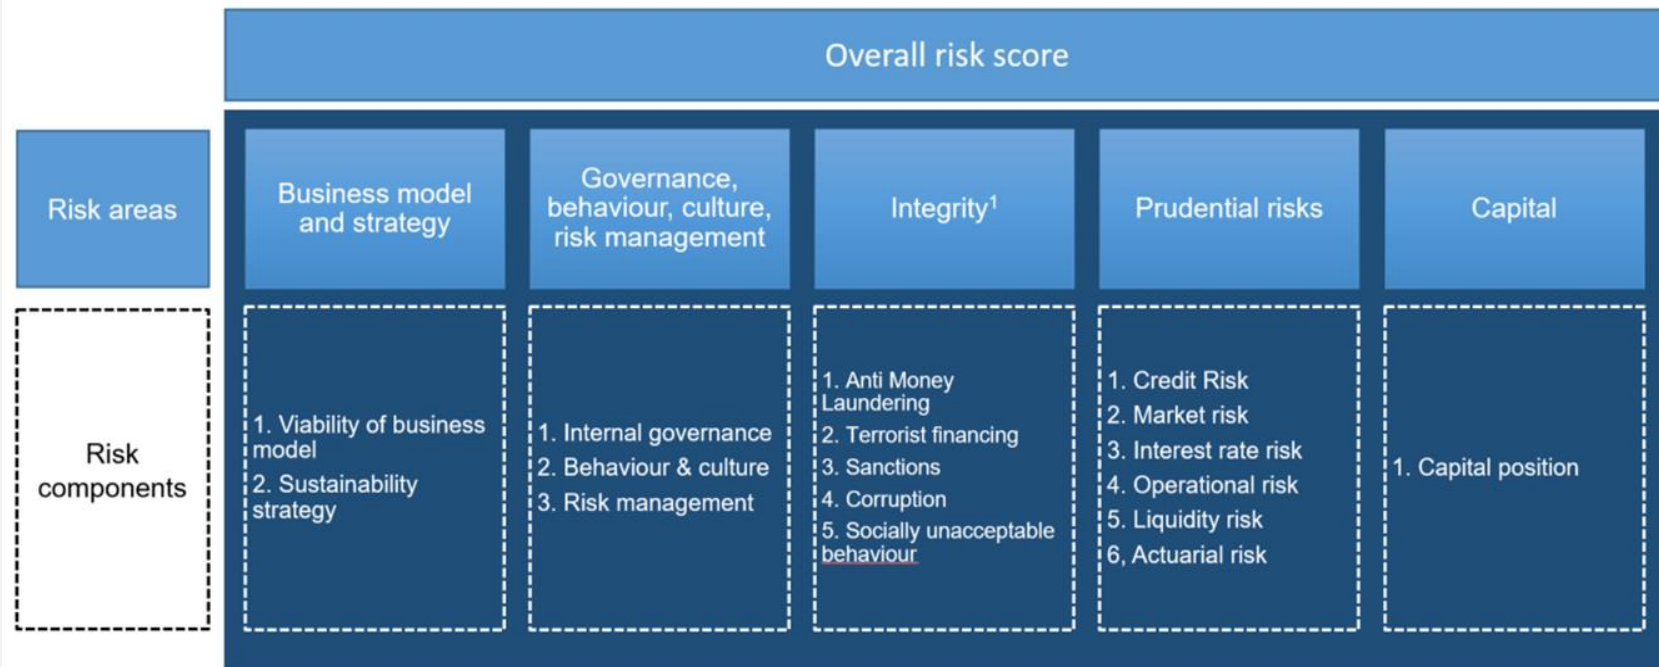 Overall risk score
Risk areas
Business model
and strategy
Governance,
behaviour, culture,
risk management
Integrity¹
Prudential risks
Capital
Risk
components
1. Viability of business
model
2. Sustainability
strategy
1. Internal governance
2. Behaviour & culture
3. Risk management
1. Anti Money
Laundering
2. Terrorist financing
3. Sanctions
4. Corruption
5. Socially unacceptable
behaviour
1. Credit Risk
2. Market risk
3. Interest rate risk
4. Operational risk
5. Liquidity risk
6, Actuarial risk
1. Capital position